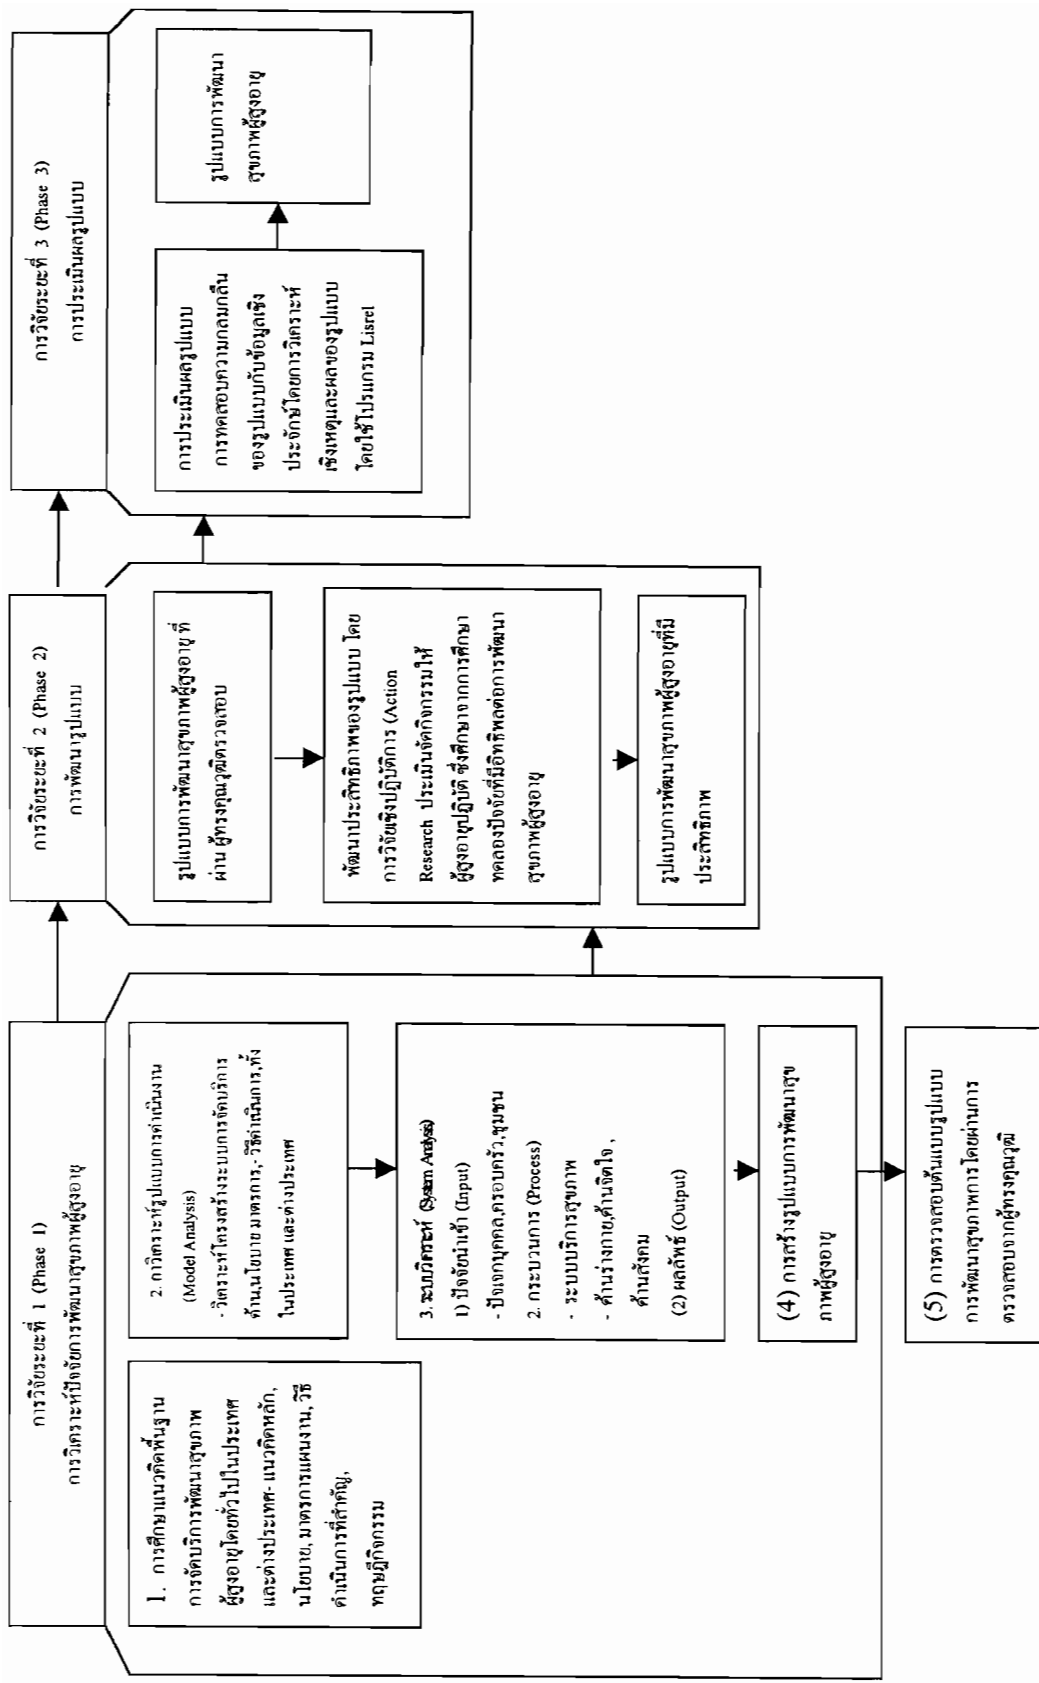 การวิจัยระยะที่ 1 (Phase 1)
การวิเคราะห์ปัจจัยการพัฒนาสุขภาพผู้สูงอายุ
1. การศึกษาแนวคิดพื้นฐาน
การจัดบริการพัฒนาสุขภาพ
ผู้สูงอายุโดยทั่วไปในประเทศ
และต่างประเทศ- แนวคิดหลัก,
นโยบาย, มาตรการแผนงาน, วิธี
ดำเนินการที่สำคัญ,
ทฤษฎีกิจกรรม
2. การวิเคราะห์รูปแบบการดำเนินงาน
(Model Analysis)
- วิเคราะห์โครงสร้างระบบการจัดบริการ
ด้าน,นโยบาย มาตรการ,- วิธีดำเนินการ,ทั้ง
ในประเทศ และต่างประเทศ
3. ระบบวิเคราะห์ (System Analysis)
1) ปัจจัยนำเข้า (Input)
- ปัจเจกบุคคล,ครอบครัว,ชุมชน
2. กระบวนการ (Process)
- ระบบบริการสุขภาพ
- ด้านร่างกาย,ด้านจิตใจ ,
ด้านสังคม
(2) ผลลัพธ์ (Output)
(4) การสร้างรูปแบบการพัฒนาสุข
ภาพผู้สูงอายุ
(5) การตรวจสอบต้นแบบรูปแบบ
การพัฒนาสุขภาพการโดยผ่านการ
ตรวจสอบจากผู้ทรงคุณวุฒิ
การวิจัยระยะที่ 2 (Phase 2)
การพัฒนารูปแบบ
รูปแบบการพัฒนาสุขภาพผู้สูงอายุ ที่
ผ่าน ผู้ทรงคุณวุฒิตรวจสอบ
พัฒนาประสิทธิภาพของรูปแบบ โดย
การวิจัยเชิงปฏิบัติการ (Action
Research ประเมินจัดกิจกรรมให้
ผู้สูงอายุปฏิบัติ ซึ่งศึกษาจากการศึกษา
ทดลองปัจจัยที่มีอิทธิพลต่อการพัฒนา
สุขภาพผู้สูงอายุ
รูปแบบการพัฒนาสุขภาพผู้สูงอายุที่มี
ประสิทธิภาพ
การวิจัยระยะที่ 3 (Phase 3)
การประเมินผลรูปแบบ
การประเมินผลรูปแบบ
การทดสอบความกลมกลืน
ของรูปแบบกับข้อมูลเชิง
ประจักษ์โดยการวิเคราะห์
เชิงเหตุและผลของรูปแบบ
โดยใช้โปรแกรม Lisrel
รูปแบบการพัฒนา
สุขภาพผู้สูงอายุ